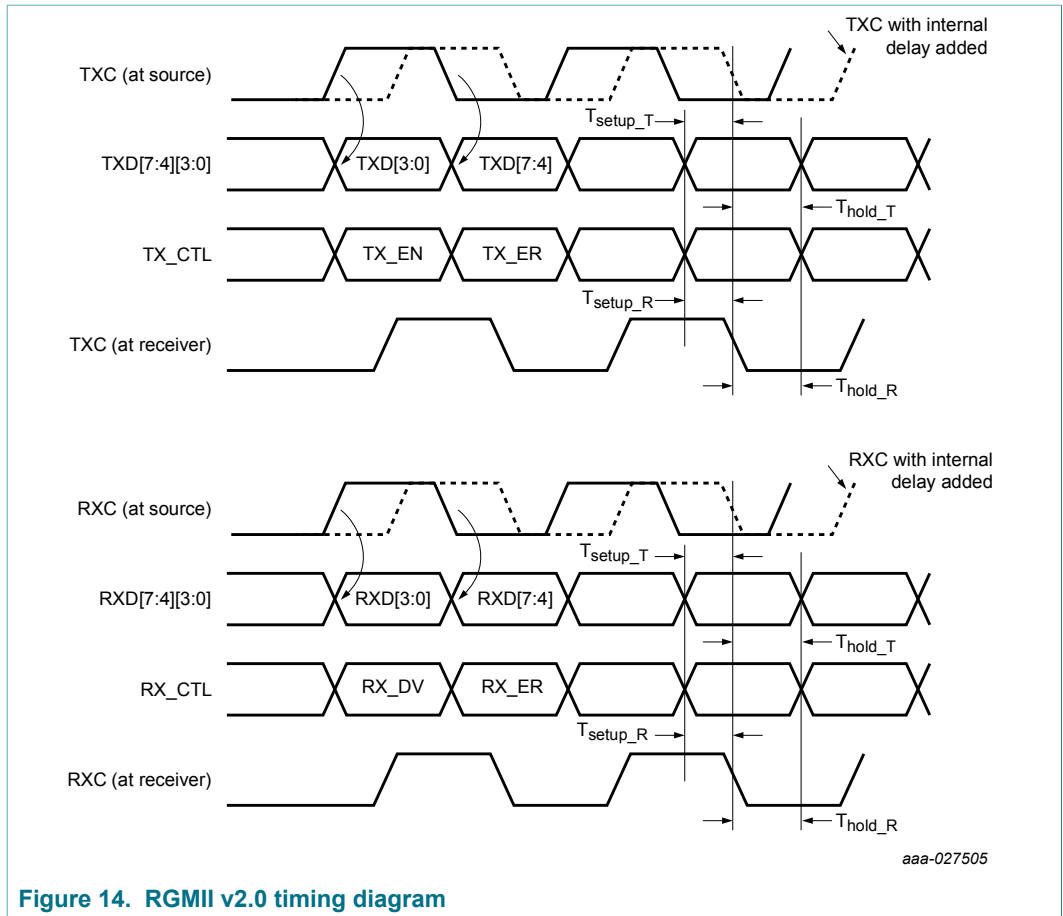 TXC with internal
delay added
TXC (at source)
Tsetup_T
TXD[7:4][3:0]
TXD[3:0]
TXD[7:4]
Thold_T
TX_CTL
TX_EN
TX_ER
Tsetup_R
TXC (at receiver)
Thold_R
RXC with internal
delay added
RXC (at source)
Tsetup_T
RXD[7:4][3:0]
RXD[3:0]
RXD[7:4]
Thold_T
RX_CTL
RX_DV
RX_ER
Tsetup_R
RXC (at receiver)
Thold_R
aaa-027505
Figure 14. RGMII v2.0 timing diagram